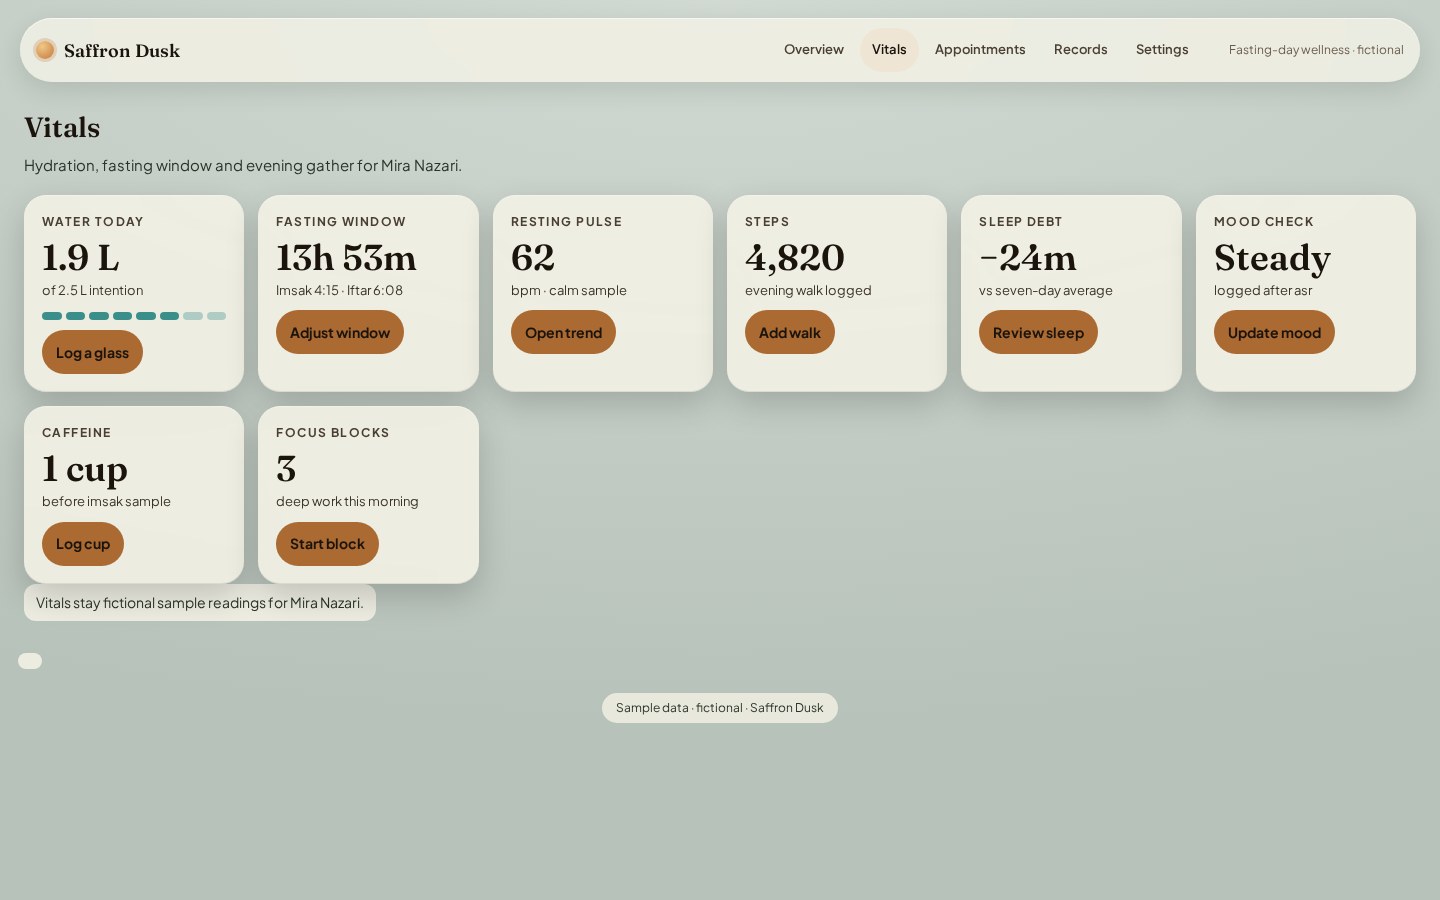 Saffron Dusk
Overview
Vitals
Appointments
Records
Settings
Fasting-day wellness · fictional
Vitals
Hydration, fasting window and evening gather for Mira Nazari.
WATER TODAY
1.9 L
of 2.5 L intention
Log a glass
FASTING WINDOW
13h 53m
Imsak 4:15 · Iftar 6:08
Adjust window
RESTING PULSE
62
bpm · calm sample
Open trend
STEPS
4,820
evening walk logged
Add walk
SLEEP DEBT
−24m
vs seven-day average
Review sleep
MOOD CHECK
Steady
logged after asr
Update mood
CAFFEINE
1 cup
before imsak sample
Log cup
FOCUS BLOCKS
3
deep work this morning
Start block
Vitals stay fictional sample readings for Mira Nazari.
Sample data · fictional · Saffron Dusk